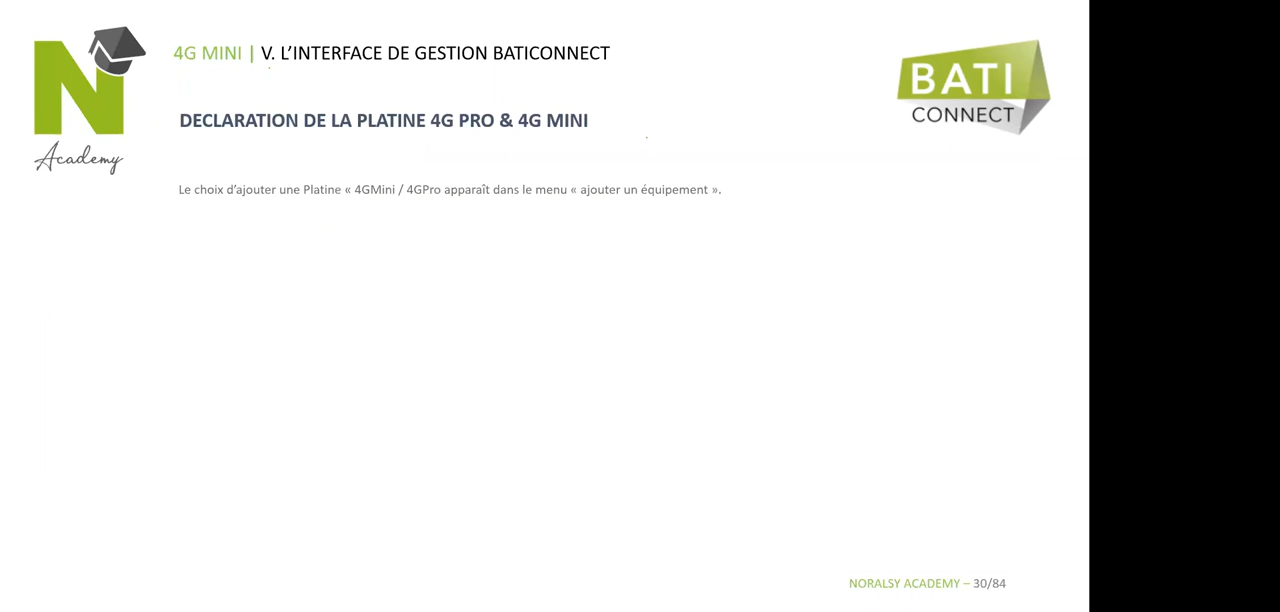 N
Academy
4G MINI | V. L’INTERFACE DE GESTION BATICONNECT
BATI
CONNECT
DECLARATION DE LA PLATINE 4G PRO & 4G MINI
Le choix d’ajouter une Platine « 4GMini / 4GPro apparaît dans le menu « ajouter un équipement ».
NORALSY ACADEMY – 30/84